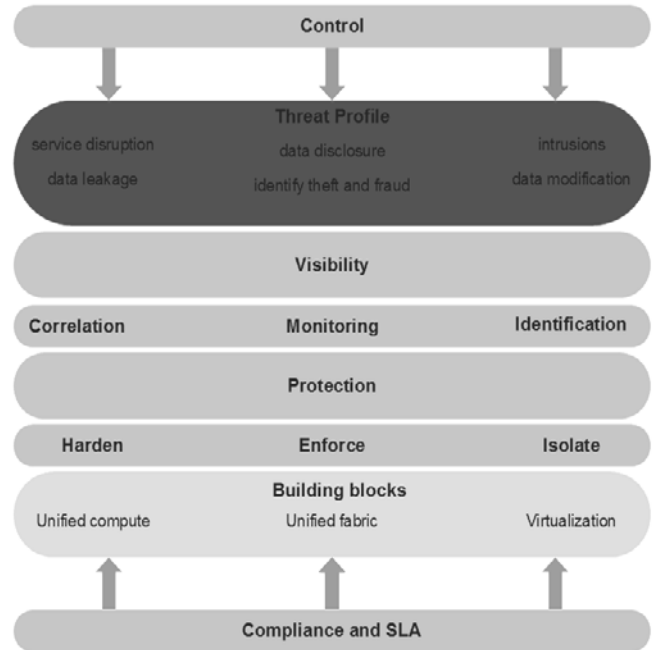 Control
Threat Profile
service disruption data disclosure intrusions
data leakage identify theft and fraud data modification
Visibility
Correlation Monitoring Identification
Protection
Harden Enforce Isolate
Building blocks
Unified compute Unified fabric Virtualization
Compliance and SLA